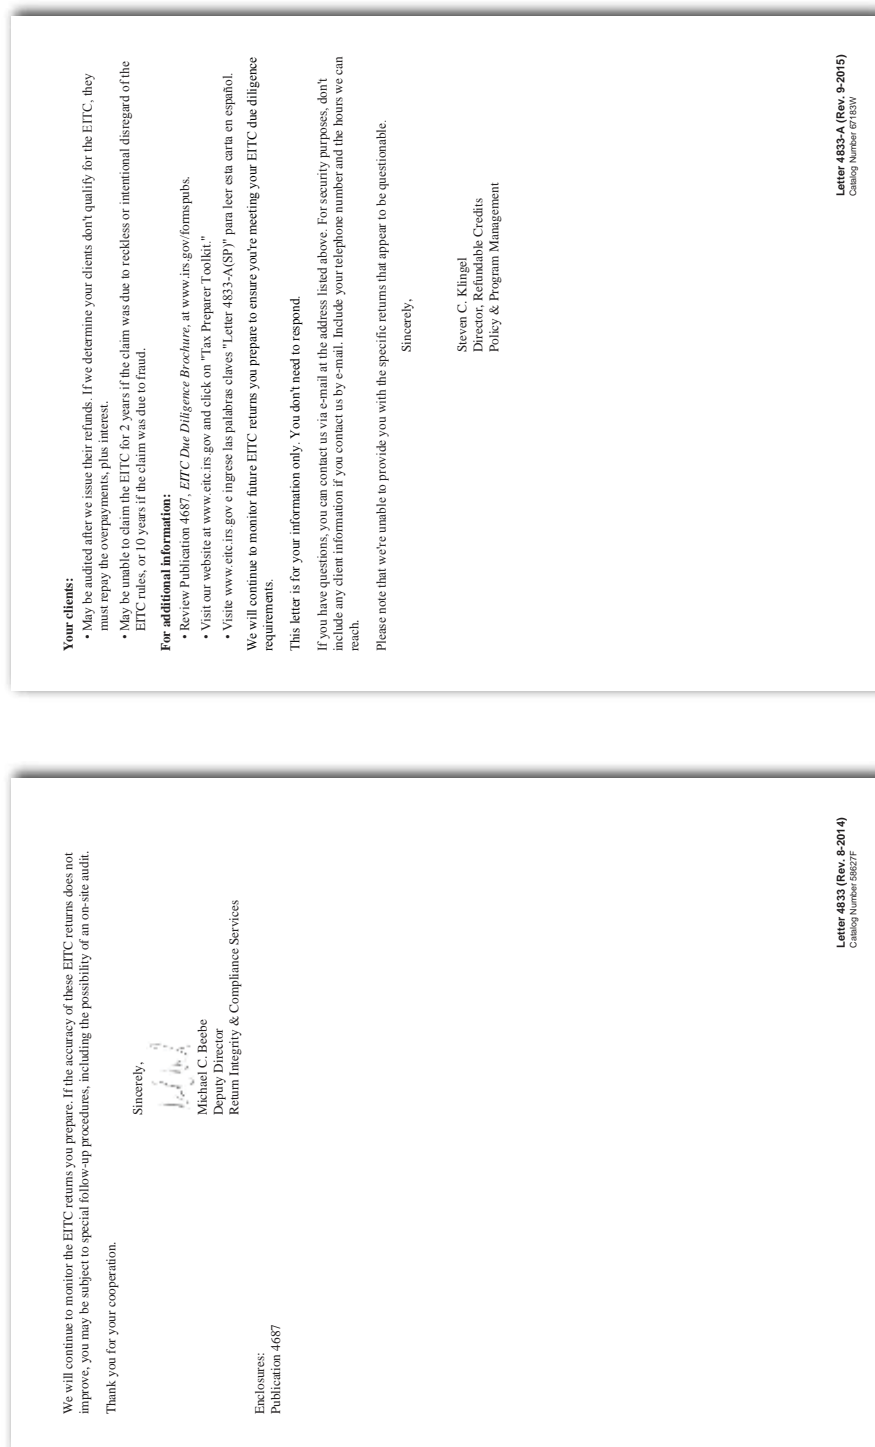 We will continue to monitor the EITC returns you prepare. If the accuracy of these EITC returns does not
improve, you may be subject to special follow-up procedures, including the possibility of an on-site audit.
Thank you for your cooperation.
Sincerely,
Michael C. Beebe
Deputy Director
Return Integrity & Compliance Services
Enclosures:
Publication 4687
Letter 4833 (Rev. 8-2014)
Catalog Number 58627F
Your clients:
• May be audited after we issue their refunds. If we determine your clients don't qualify for the EITC, they
must repay the overpayments, plus interest.
• May be unable to claim the EITC for 2 years if the claim was due to reckless or intentional disregard of the
EITC rules, or 10 years if the claim was due to fraud.
For additional information:
• Review Publication 4687, EITC Due Diligence Brochure, at www.irs.gov/formspubs.
• Visit our website at www.eitc.irs.gov and click on "Tax Preparer Toolkit."
• Visite www.eitc.irs.gov e ingrese las palabras claves "Letter 4833-A(SP)" para leer esta carta en español.
We will continue to monitor future EITC returns you prepare to ensure you're meeting your EITC due diligence
requirements.
This letter is for your information only. You don't need to respond.
If you have questions, you can contact us via e-mail at the address listed above. For security purposes, don't
include any client information if you contact us by e-mail. Include your telephone number and the hours we can
reach.
Please note that we're unable to provide you with the specific returns that appear to be questionable.
Sincerely,
Steven C. Klingel
Director, Refundable Credits
Policy & Program Management
Letter 4833-A (Rev. 9-2015)
Catalog Number 67183W